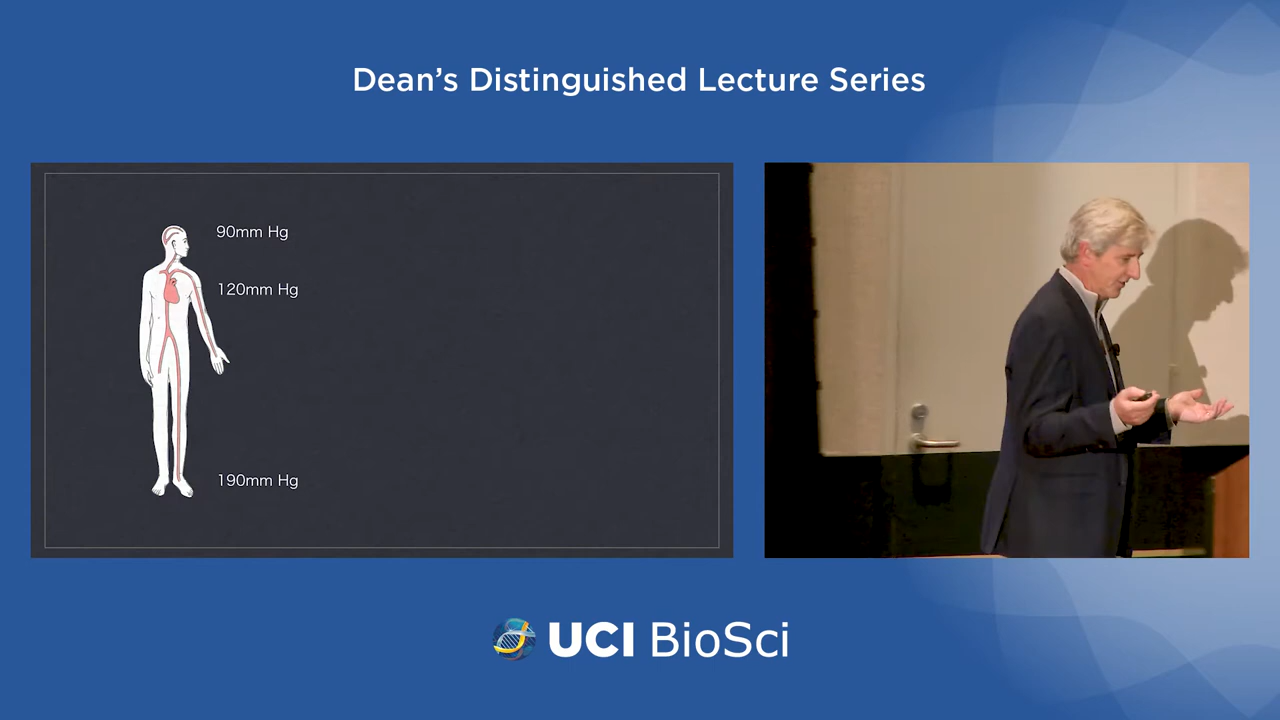 Dean’s Distinguished Lecture Series
90mm Hg
120mm Hg
190mm Hg
UCI BioSci